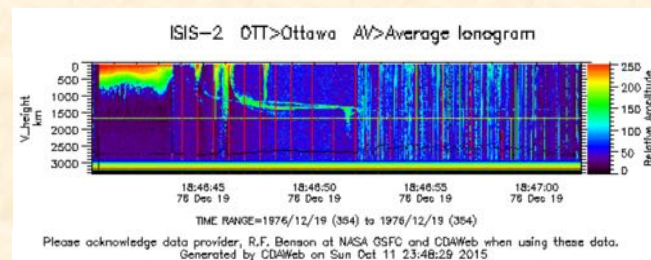 ISIS-2 OTT>Ottawa AV>Average Ionogram
V_height
km
0
500
1000
1500
2000
2500
3000
250
200
150
100
50
0
Relative Amplitude
18:46:45 18:46:50 18:46:55 18:47:00
76 Dec 19 76 Dec 19 76 Dec 19 76 Dec 19
TIME RANGE=1976/12/19 (354) to 1976/12/19 (354)
Please acknowledge data provider, R.F. Benson at NASA GSFC and CDAWeb when using these data.
Generated by CDAWeb on Sun Oct 11 23:48:29 2015